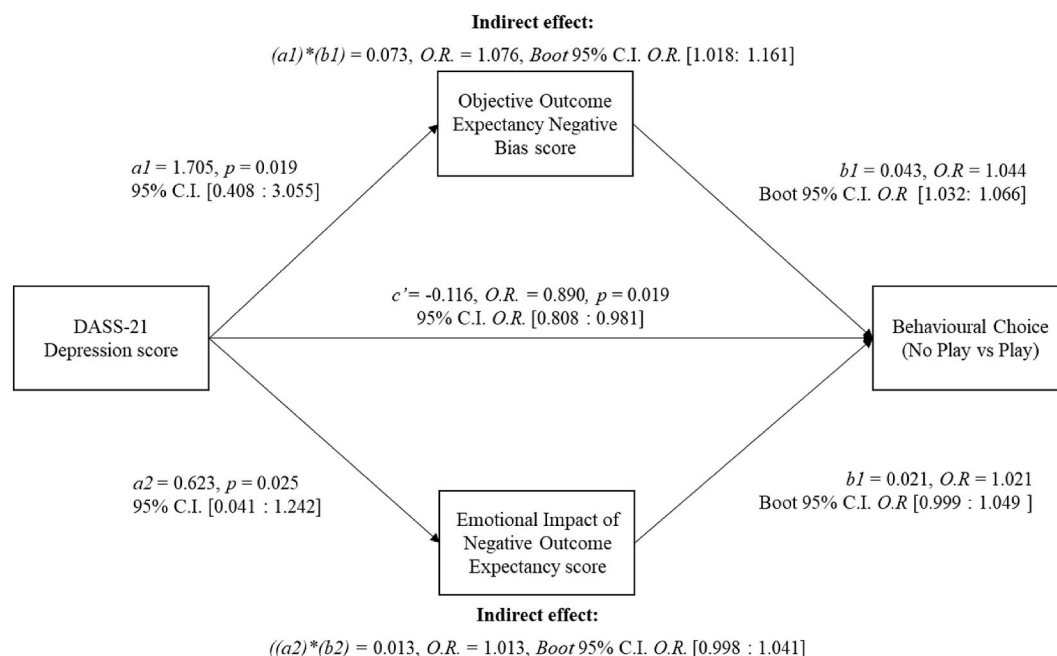 Indirect effect:
(a1)*(b1) = 0.073, O.R. = 1.076, Boot 95% C.I. O.R. [1.018: 1.161]
Objective Outcome
Expectancy Negative
Bias score
a1 = 1.705, p = 0.019
95% C.I. [0.408 : 3.055]
b1 = 0.043, O.R = 1.044
Boot 95% C.I. O.R [1.032: 1.066]
c’= -0.116, O.R. = 0.890, p = 0.019
95% C.I. O.R. [0.808 : 0.981]
DASS-21
Depression score
Behavioural Choice
(No Play vs Play)
a2 = 0.623, p = 0.025
95% C.I. [0.041 : 1.242]
b1 = 0.021, O.R = 1.021
Boot 95% C.I. O.R [0.999 : 1.049 ]
Emotional Impact of
Negative Outcome
Expectancy score
Indirect effect:
((a2)*(b2) = 0.013, O.R. = 1.013, Boot 95% C.I. O.R. [0.998 : 1.041]